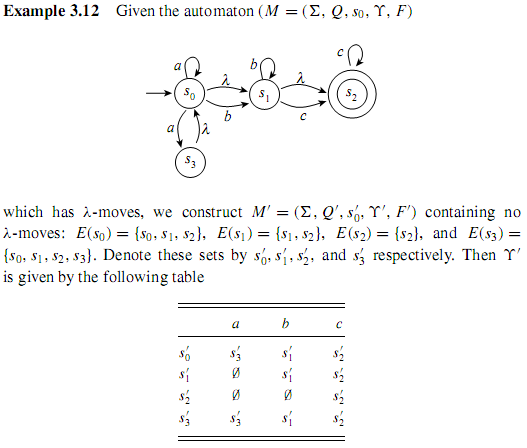 Example 3.12 Given the automaton (M = (Σ, Q, s₀, ϒ, F)
a
b
c
λ
λ
s₀
s₁
s₂
b
c
a
λ
s₃
which has λ-moves, we construct M′ = (Σ, Q′, s′₀, ϒ′, F′) containing no
λ-moves: E(s₀) = {s₀, s₁, s₂}, E(s₁) = {s₁, s₂}, E(s₂) = {s₂}, and E(s₃) =
{s₀, s₁, s₂, s₃}. Denote these sets by s′₀, s′₁, s′₂, and s′₃ respectively. Then ϒ′
is given by the following table
a b c
s′₀ s′₃ s′₁ s′₂
s′₁ Ø s′₁ s′₂
s′₂ Ø Ø s′₂
s′₃ s′₃ s′₁ s′₂